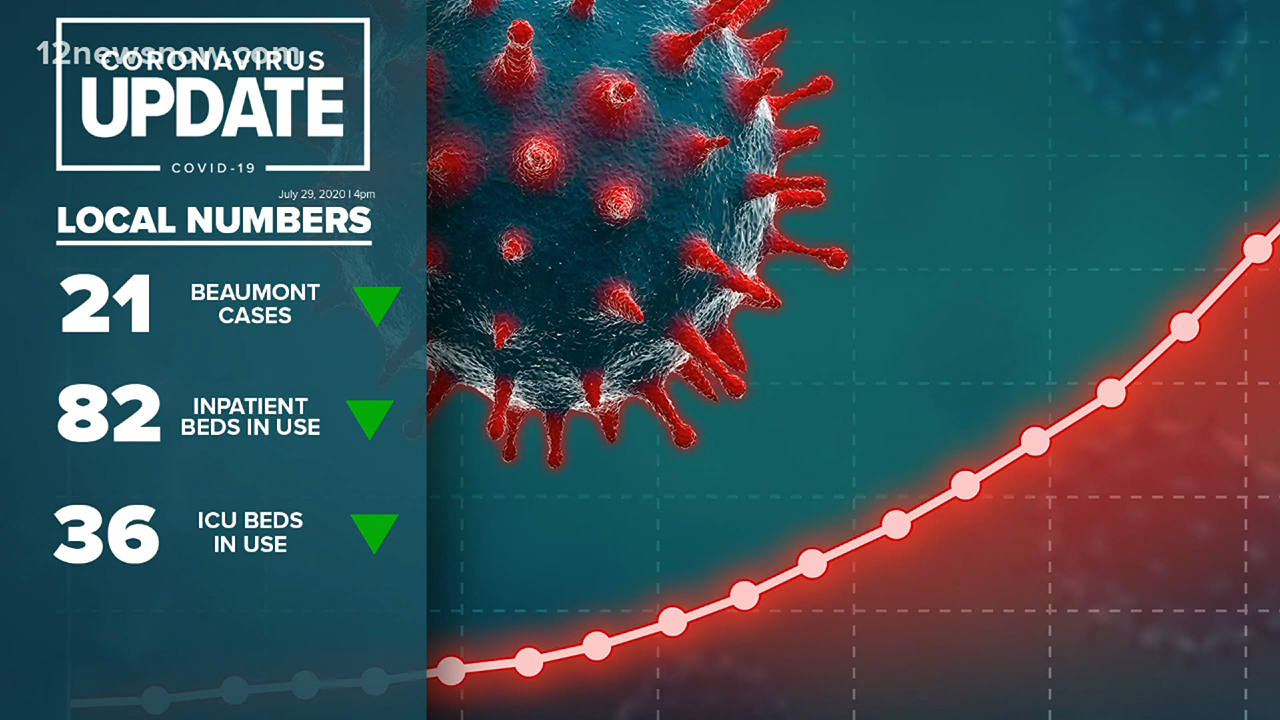 12newsnow.com
CORONAVIRUS
UPDATE
COVID-19
July 29, 2020 | 4pm
LOCAL NUMBERS
21 BEAUMONT
CASES
82 INPATIENT
BEDS IN USE
36 ICU BEDS
IN USE